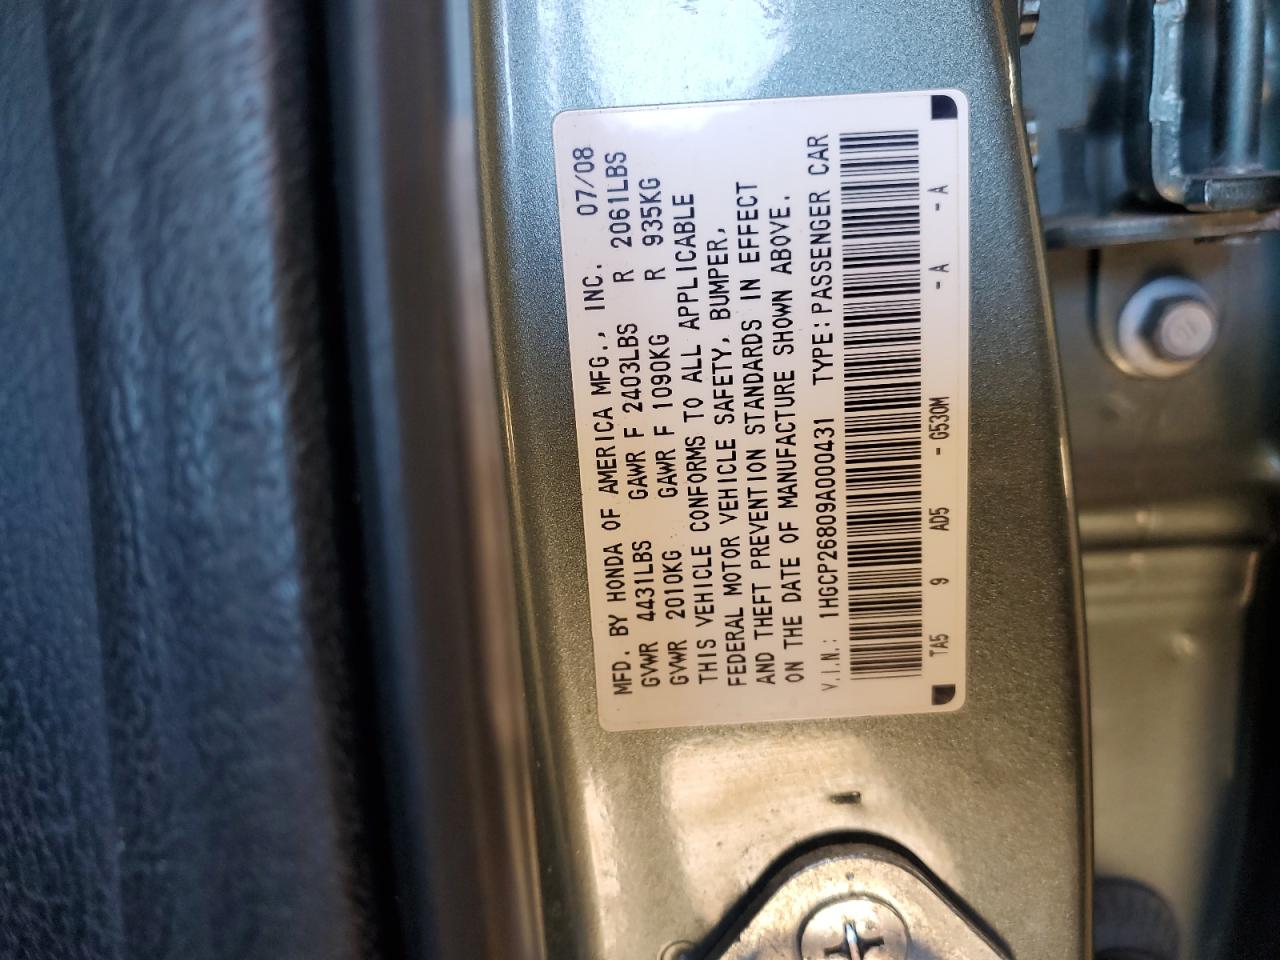 MFD. BY HONDA OF AMERICA MFG., INC. 07/08
GVWR 4431LBS GAWR F 2403LBS R 2061LBS
GVWR 2010KG GAWR F 1090KG R 935KG
THIS VEHICLE CONFORMS TO ALL APPLICABLE
FEDERAL MOTOR VEHICLE SAFETY, BUMPER,
AND THEFT PREVENTION STANDARDS IN EFFECT
ON THE DATE OF MANUFACTURE SHOWN ABOVE.
V.I.N.: 1HGCP26809A000431 TYPE:PASSENGER CAR
TA5 9 AD5 - G530M - A - A